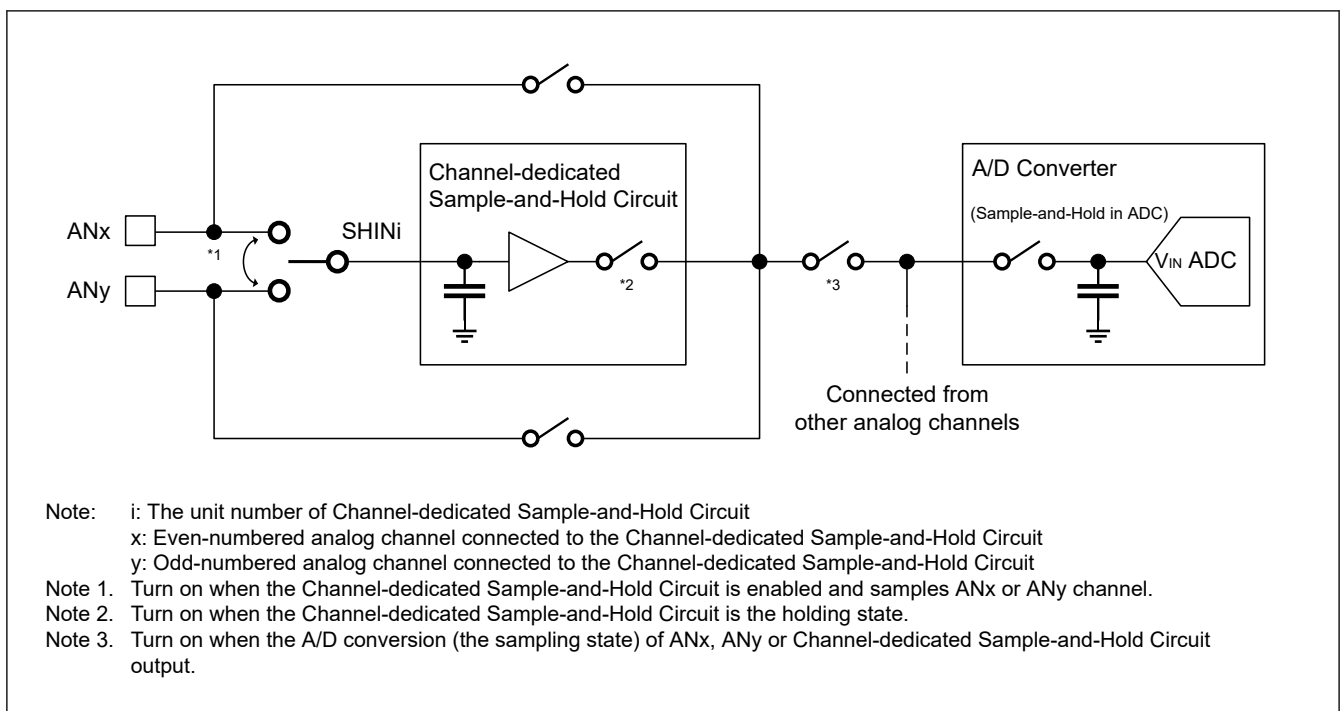 Channel-dedicated
Sample-and-Hold Circuit
A/D Converter
(Sample-and-Hold in ADC)
ANx
*1
SHINi
*2
*3
VIN ADC
ANy
Connected from
other analog channels
Note: i: The unit number of Channel-dedicated Sample-and-Hold Circuit
x: Even-numbered analog channel connected to the Channel-dedicated Sample-and-Hold Circuit
y: Odd-numbered analog channel connected to the Channel-dedicated Sample-and-Hold Circuit
Note 1. Turn on when the Channel-dedicated Sample-and-Hold Circuit is enabled and samples ANx or ANy channel.
Note 2. Turn on when the Channel-dedicated Sample-and-Hold Circuit is the holding state.
Note 3. Turn on when the A/D conversion (the sampling state) of ANx, ANy or Channel-dedicated Sample-and-Hold Circuit
output.